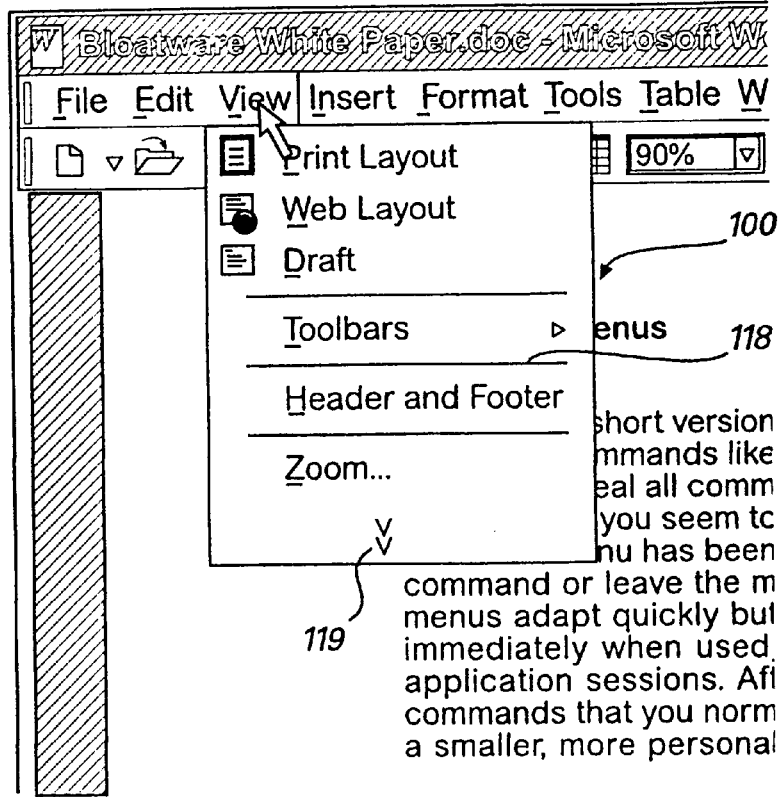 W Bloatware White Paper.doc - Microsoft W
File Edit View Insert Format Tools Table W
90%
Print Layout
Web Layout
100
Draft
Toolbars
enus
118
Header and Footer
short version
mmands like
Zoom...
eal all comm
you seem to
nu has been
command or leave the m
119
menus adapt quickly but
immediately when used
application sessions. Aft
commands that you norm
a smaller, more personal